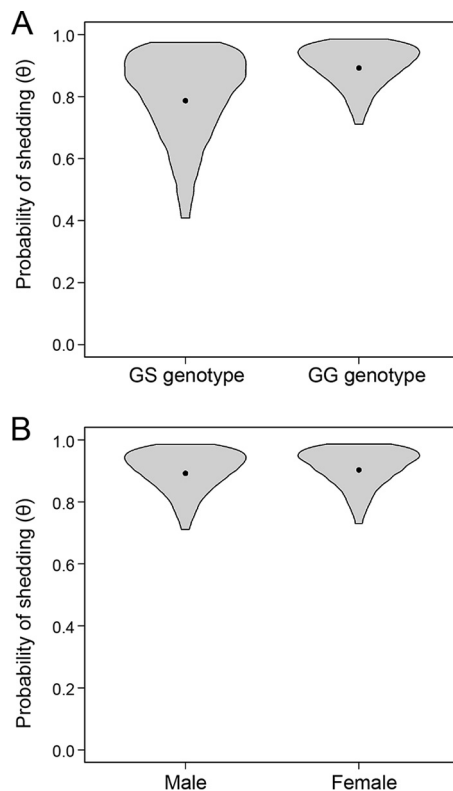 A
Probability of shedding (θ)
1.0
0.8
0.6
0.4
0.2
0.0
GS genotype GG genotype
B
Probability of shedding (θ)
1.0
0.8
0.6
0.4
0.2
0.0
Male Female